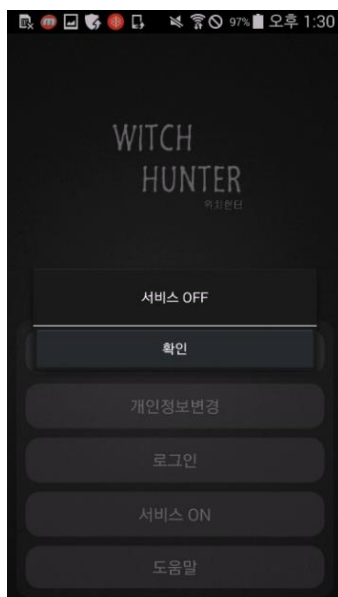 97% 오후 1:30
WITCH
HUNTER
위치헌터
서비스 OFF
확인
개인정보변경
로그인
서비스 ON
도움말